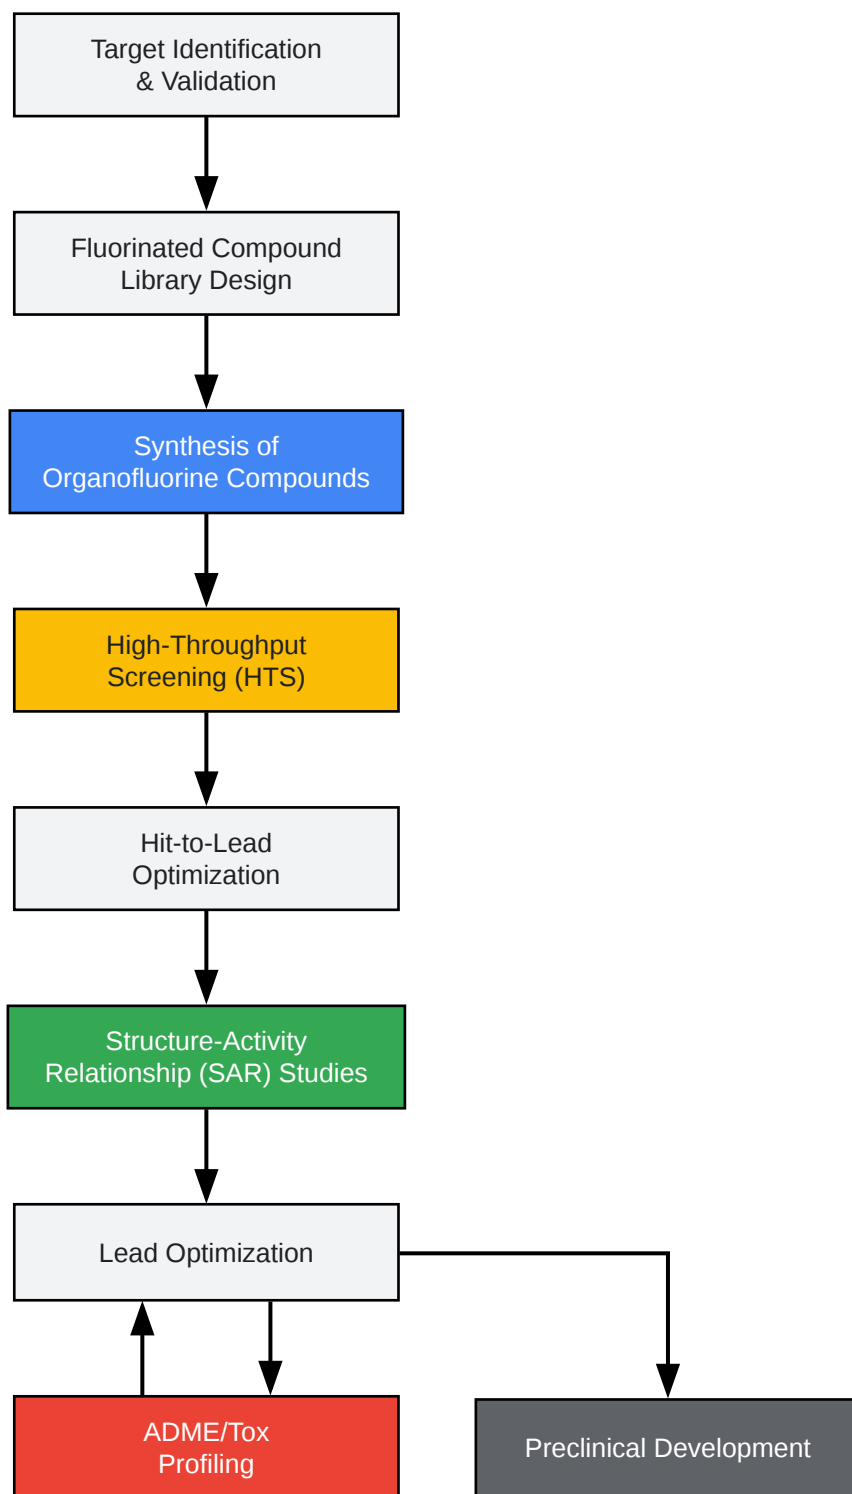 Target Identification
& Validation
Fluorinated Compound
Library Design
Synthesis of
Organofluorine Compounds
High-Throughput
Screening (HTS)
Hit-to-Lead
Optimization
Structure-Activity
Relationship (SAR) Studies
Lead Optimization
ADME/Tox
Profiling
Preclinical Development